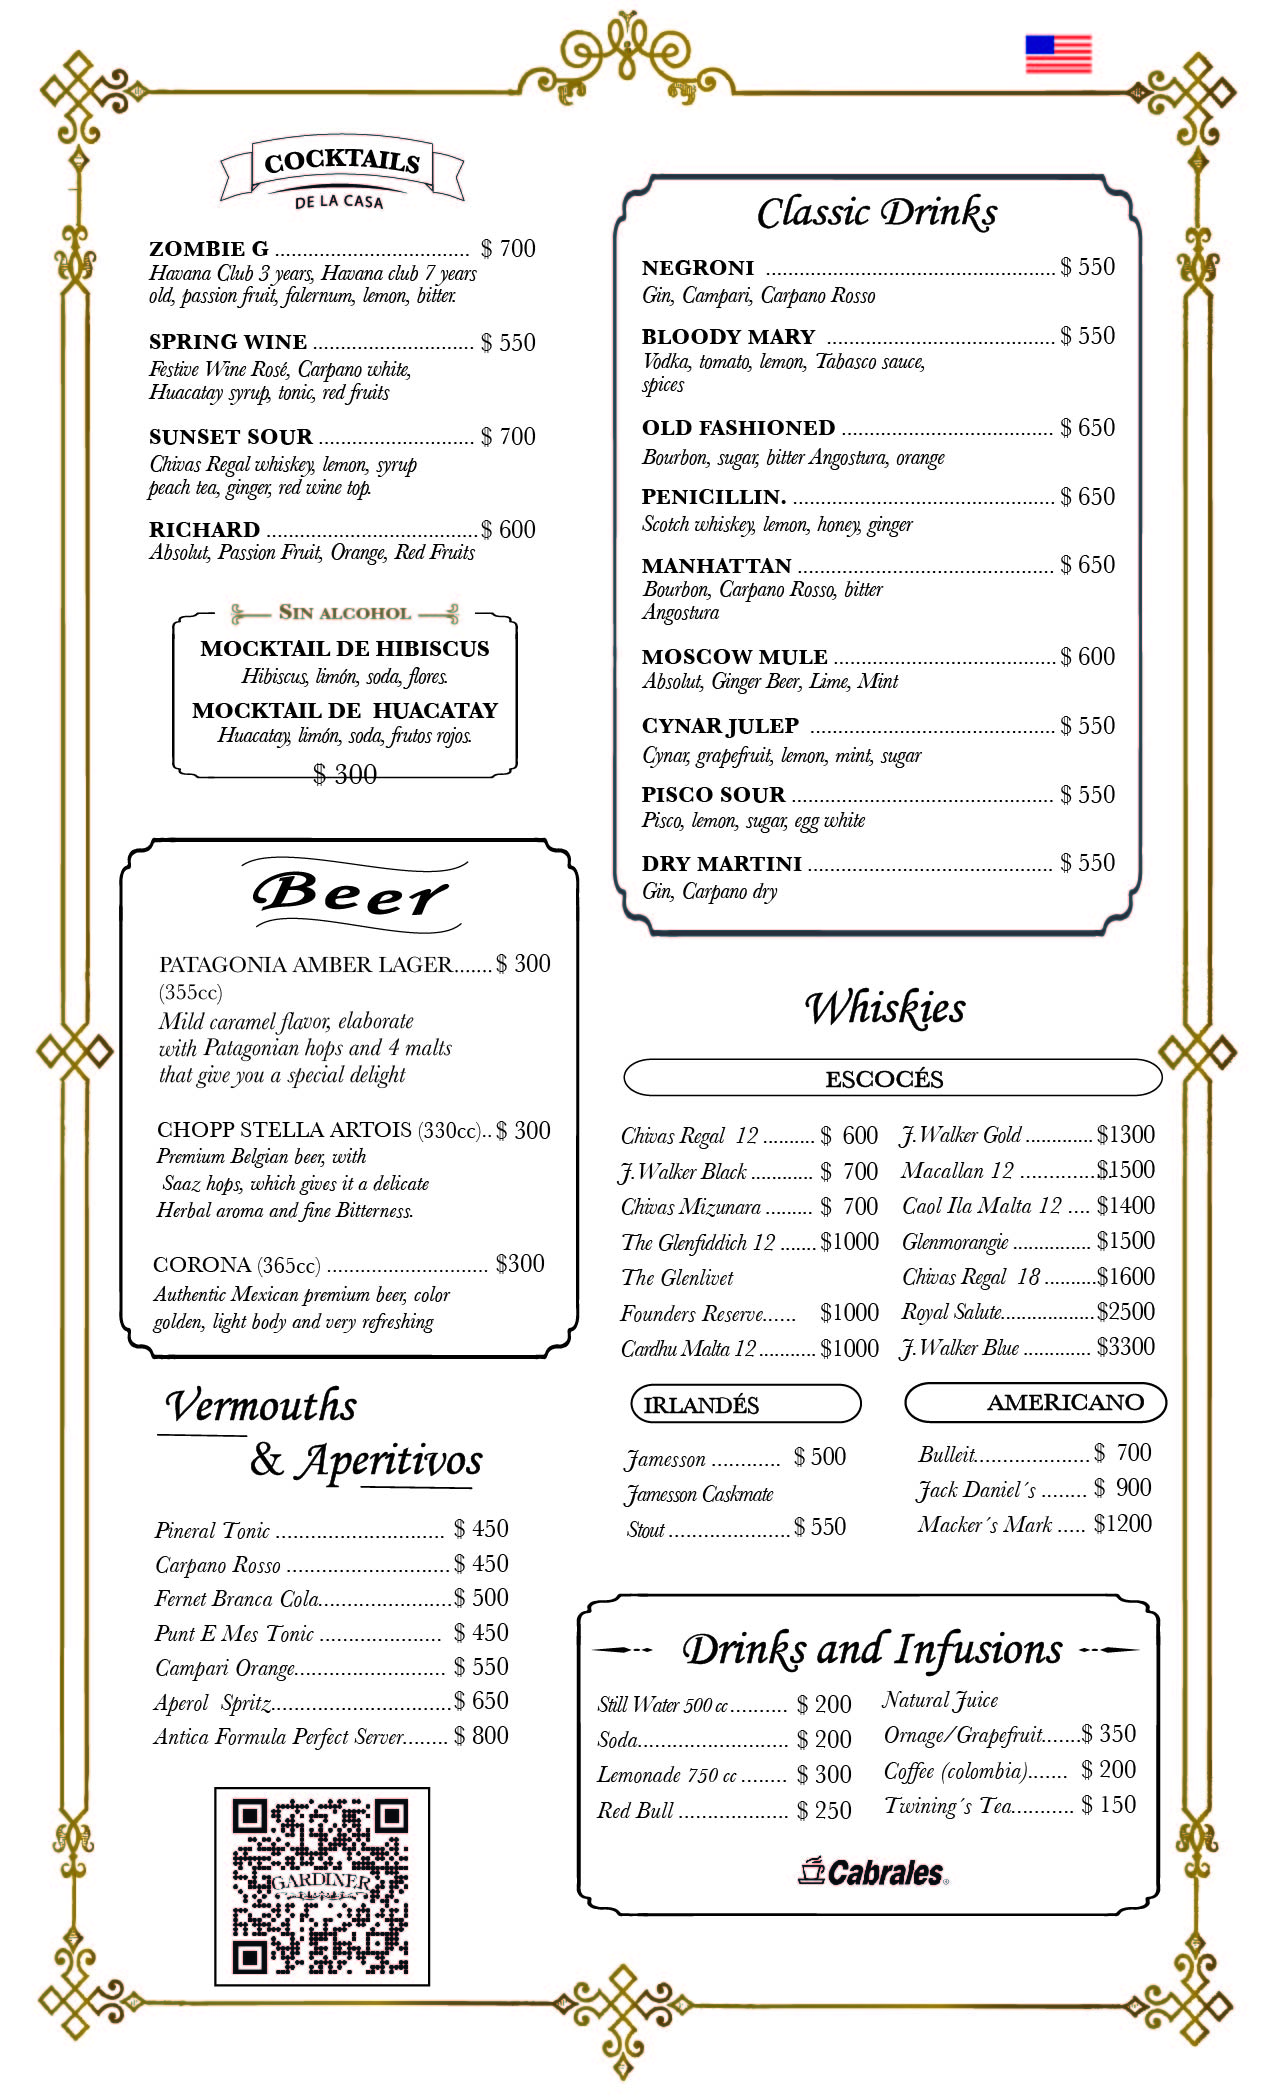 COCKTAILS
DE LA CASA
ZOMBIE G ................................. $ 700
Havana Club 3 years, Havana club 7 years
old, passion fruit, falernum, lemon, bitter.
SPRING WINE ........................... $ 550
Festive Wine Rosé, Carpano white,
Huacatay syrup, tonic, red fruits
SUNSET SOUR .......................... $ 700
Chivas Regal whiskey, lemon, syrup
peach tea, ginger, red wine top.
RICHARD .................................... $ 600
Absolut, Passion Fruit, Orange, Red Fruits
SIN ALCOHOL
MOCKTAIL DE HIBISCUS
Hibiscus, limón, soda, flores.
MOCKTAIL DE HUACATAY
Huacatay, limón, soda, frutos rojos.
$ 300
Beer
PATAGONIA AMBER LAGER.......$ 300
(355cc)
Mild caramel flavor, elaborate
with Patagonian hops and 4 malts
that give you a special delight
CHOPP STELLA ARTOIS (330cc)..$ 300
Premium Belgian beer, with
Saaz hops, which gives it a delicate
Herbal aroma and fine Bitterness.
CORONA (365cc) ............................. $300
Authentic Mexican premium beer, color
golden, light body and very refreshing
Vermouths
& Aperitivos
Pineral Tonic ............................. $ 450
Carpano Rosso ............................ $ 450
Fernet Branca Cola.......................$ 500
Punt E Mes Tonic ..................... $ 450
Campari Orange.......................... $ 550
Aperol Spritz...............................$ 650
Antica Formula Perfect Server........ $ 800
GARDINER
Classic Drinks
NEGRONI ................................................. $ 550
Gin, Campari, Carpano Rosso
BLOODY MARY ....................................... $ 550
Vodka, tomato, lemon, Tabasco sauce,
spices
OLD FASHIONED .................................... $ 650
Bourbon, sugar, bitter Angostura, orange
PENICILLIN. ............................................ $ 650
Scotch whiskey, lemon, honey, ginger
MANHATTAN ........................................... $ 650
Bourbon, Carpano Rosso, bitter
Angostura
MOSCOW MULE ...................................... $ 600
Absolut, Ginger Beer, Lime, Mint
CYNAR JULEP ......................................... $ 550
Cynar, grapefruit, lemon, mint, sugar
PISCO SOUR ............................................ $ 550
Pisco, lemon, sugar, egg white
DRY MARTINI ......................................... $ 550
Gin, Carpano dry
Whiskies
ESCOCÉS
Chivas Regal 12 ......... $ 600
J.Walker Black ........... $ 700
Chivas Mizunara ......... $ 700
The Glenfiddich 12 .......$1000
The Glenlivet
Founders Reserve...... $1000
Cardhu Malta 12 ........... $1000
J.Walker Gold .............$1300
Macallan 12 ...............$1500
Caol Ila Malta 12 .... $1400
Glenmorangie ............... $1500
Chivas Regal 18 ..........$1600
Royal Salute..................$2500
J.Walker Blue ............. $3300
IRLANDÉS
Jamesson ............ $ 500
Jamesson Caskmate
Stout .....................$ 550
AMERICANO
Bulleit.....................$ 700
Jack Daniel´s ........ $ 900
Macker´s Mark ..... $1200
Drinks and Infusions
Still Water 500 cc .......... $ 200
Soda............................. $ 200
Lemonade 750 cc ........ $ 300
Red Bull ................... $ 250
Natural Juice
Ornage/Grapefruit.......$ 350
Coffee (colombia)....... $ 200
Twining´s Tea........... $ 150
Cabrales®